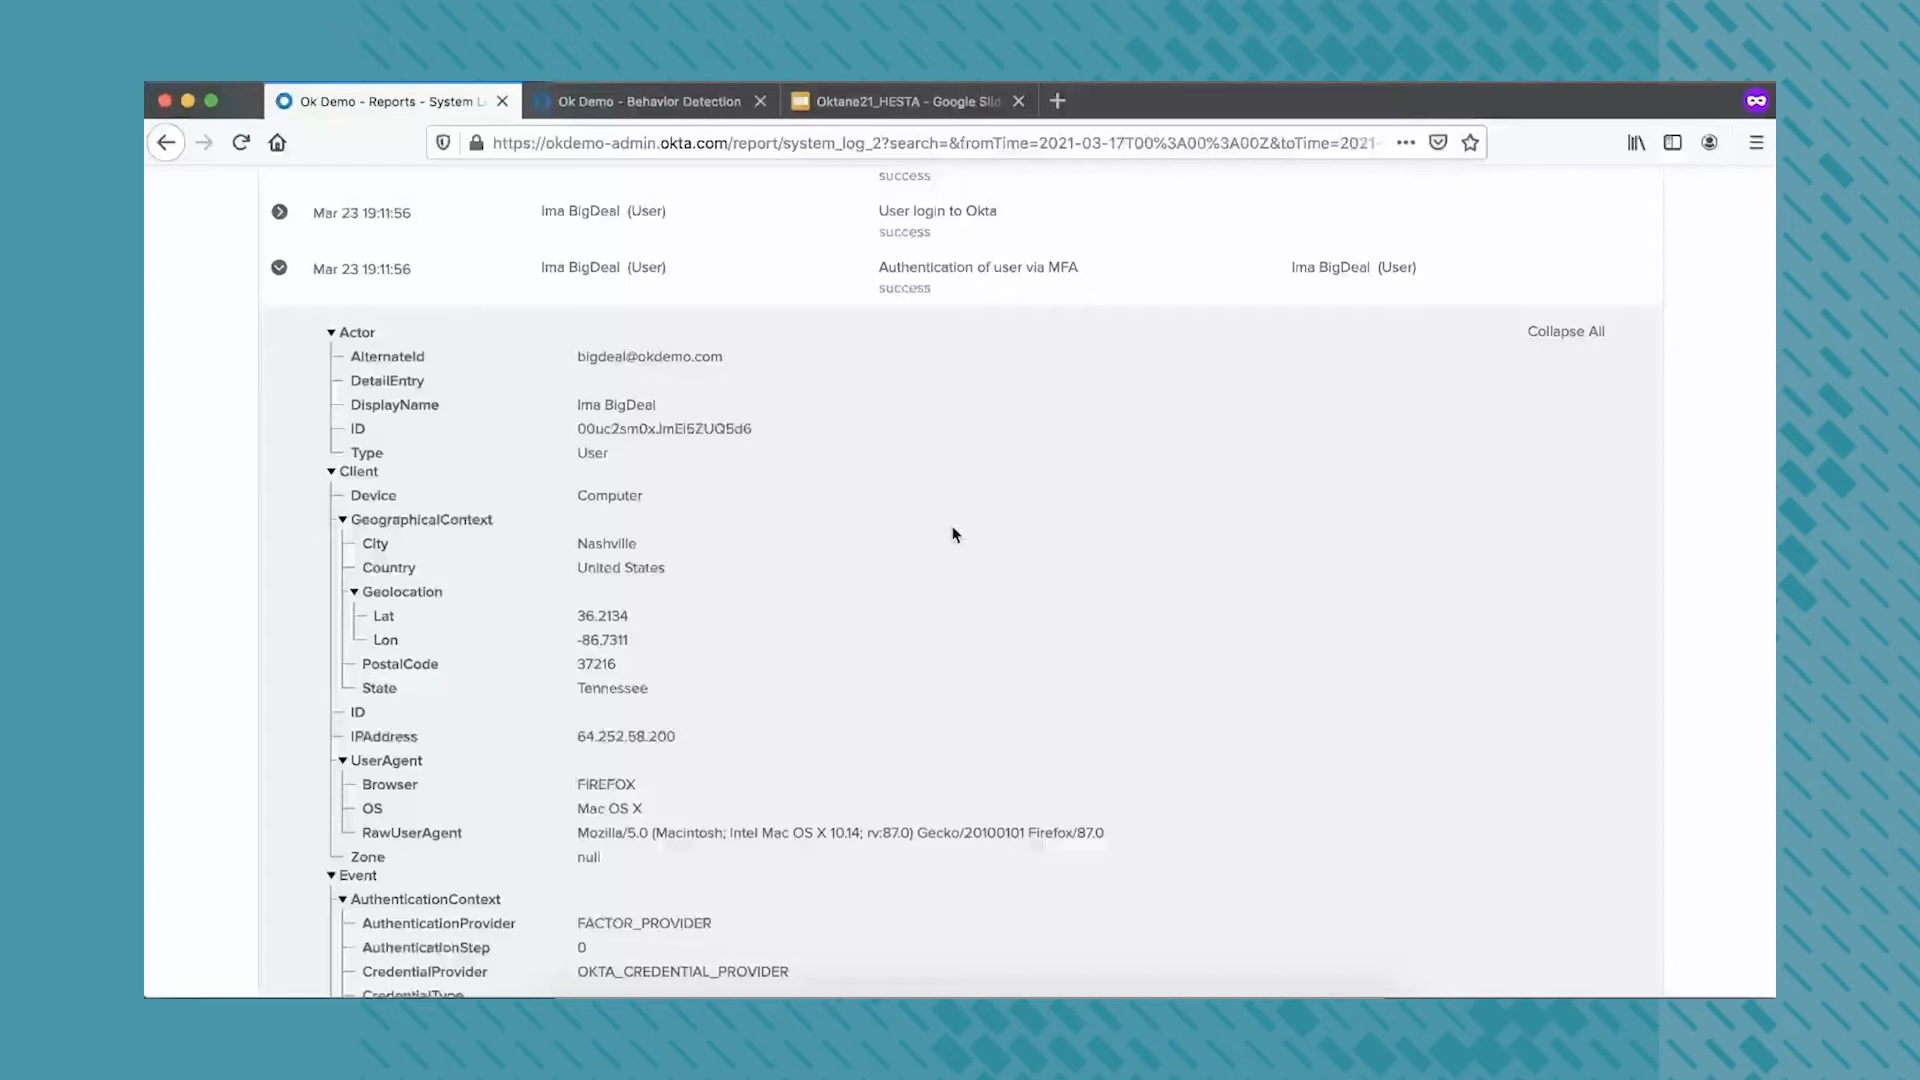 Ok Demo - Reports - System L
Ok Demo - Behavior Detection
Oktane21_HESTA - Google Slid
https://okdemo-admin.okta.com/report/system_log_2?search=&fromTime=2021-03-17T00%3A00%3A00Z&toTime=2021-
success
Mar 23 19:11:56 Ima BigDeal (User) User login to Okta
success
Mar 23 19:11:56 Ima BigDeal (User) Authentication of user via MFA Ima BigDeal (User)
success
Actor Collapse All
AlternateId bigdeal@okdemo.com
DetailEntry
DisplayName Ima BigDeal
ID 00uc2sm0xJmEi5ZUQ5d6
Type User
Client
Device Computer
GeographicalContext
City Nashville
Country United States
Geolocation
Lat 36.2134
Lon -86.7311
PostalCode 37216
State Tennessee
ID
IPAddress 64.252.58.200
UserAgent
Browser FIREFOX
OS Mac OS X
RawUserAgent Mozilla/5.0 (Macintosh; Intel Mac OS X 10.14; rv:87.0) Gecko/20100101 Firefox/87.0
Zone null
Event
AuthenticationContext
AuthenticationProvider FACTOR_PROVIDER
AuthenticationStep 0
CredentialProvider OKTA_CREDENTIAL_PROVIDER
CredentialType